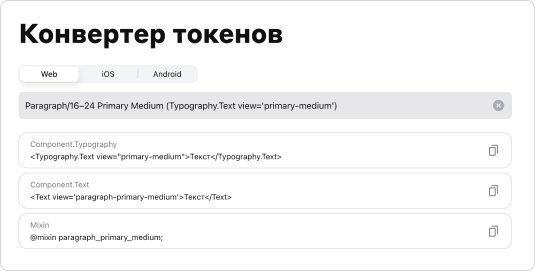 Конвертер токенов
Web iOS Android
Paragraph/16–24 Primary Medium (Typography.Text view='primary-medium')
Component.Typography
<Typography.Text view="primary-medium">Текст</Typography.Text>
Component.Text
<Text view='paragraph-primary-medium'>Текст</Text>
Mixin
@mixin paragraph_primary_medium;